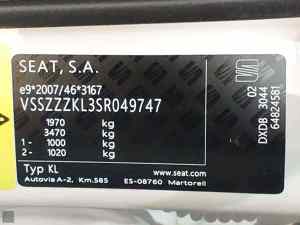 SEAT, S.A.
e9*2007/46*3167
VSSZZZKL3SR049747
1970 kg
3470 kg
1- 1000 kg
2- 1020 kg
Typ KL
www.seat.com
Autovia A-2, Km.585 ES-08760 Martorell
02
DXDB 3044
64824581